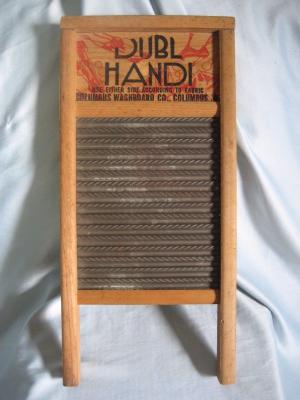 DUBL
HANDI
USE EITHER SIDE ACCORDING TO FABRIC
COLUMBUS WASHBOARD CO., COLUMBUS,